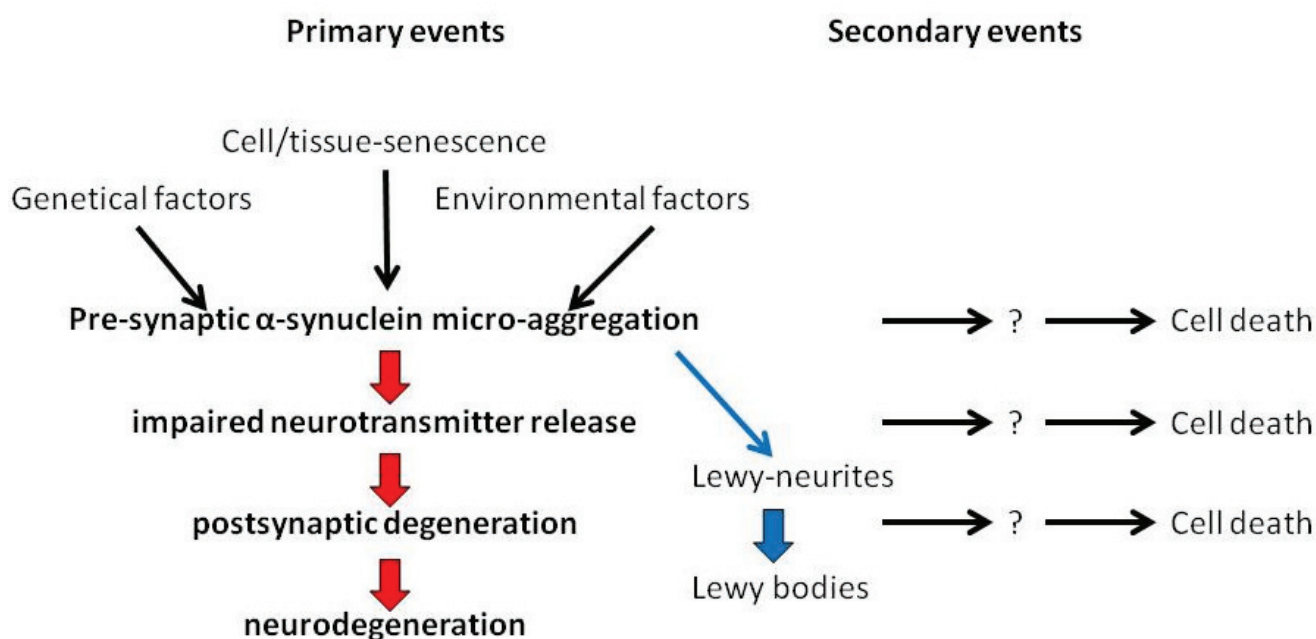 Primary events
Secondary events
Cell/tissue-senescence
Genetical factors
Environmental factors
Pre-synaptic α-synuclein micro-aggregation
? Cell death
impaired neurotransmitter release
? Cell death
Lewy-neurites
postsynaptic degeneration
? Cell death
Lewy bodies
neurodegeneration